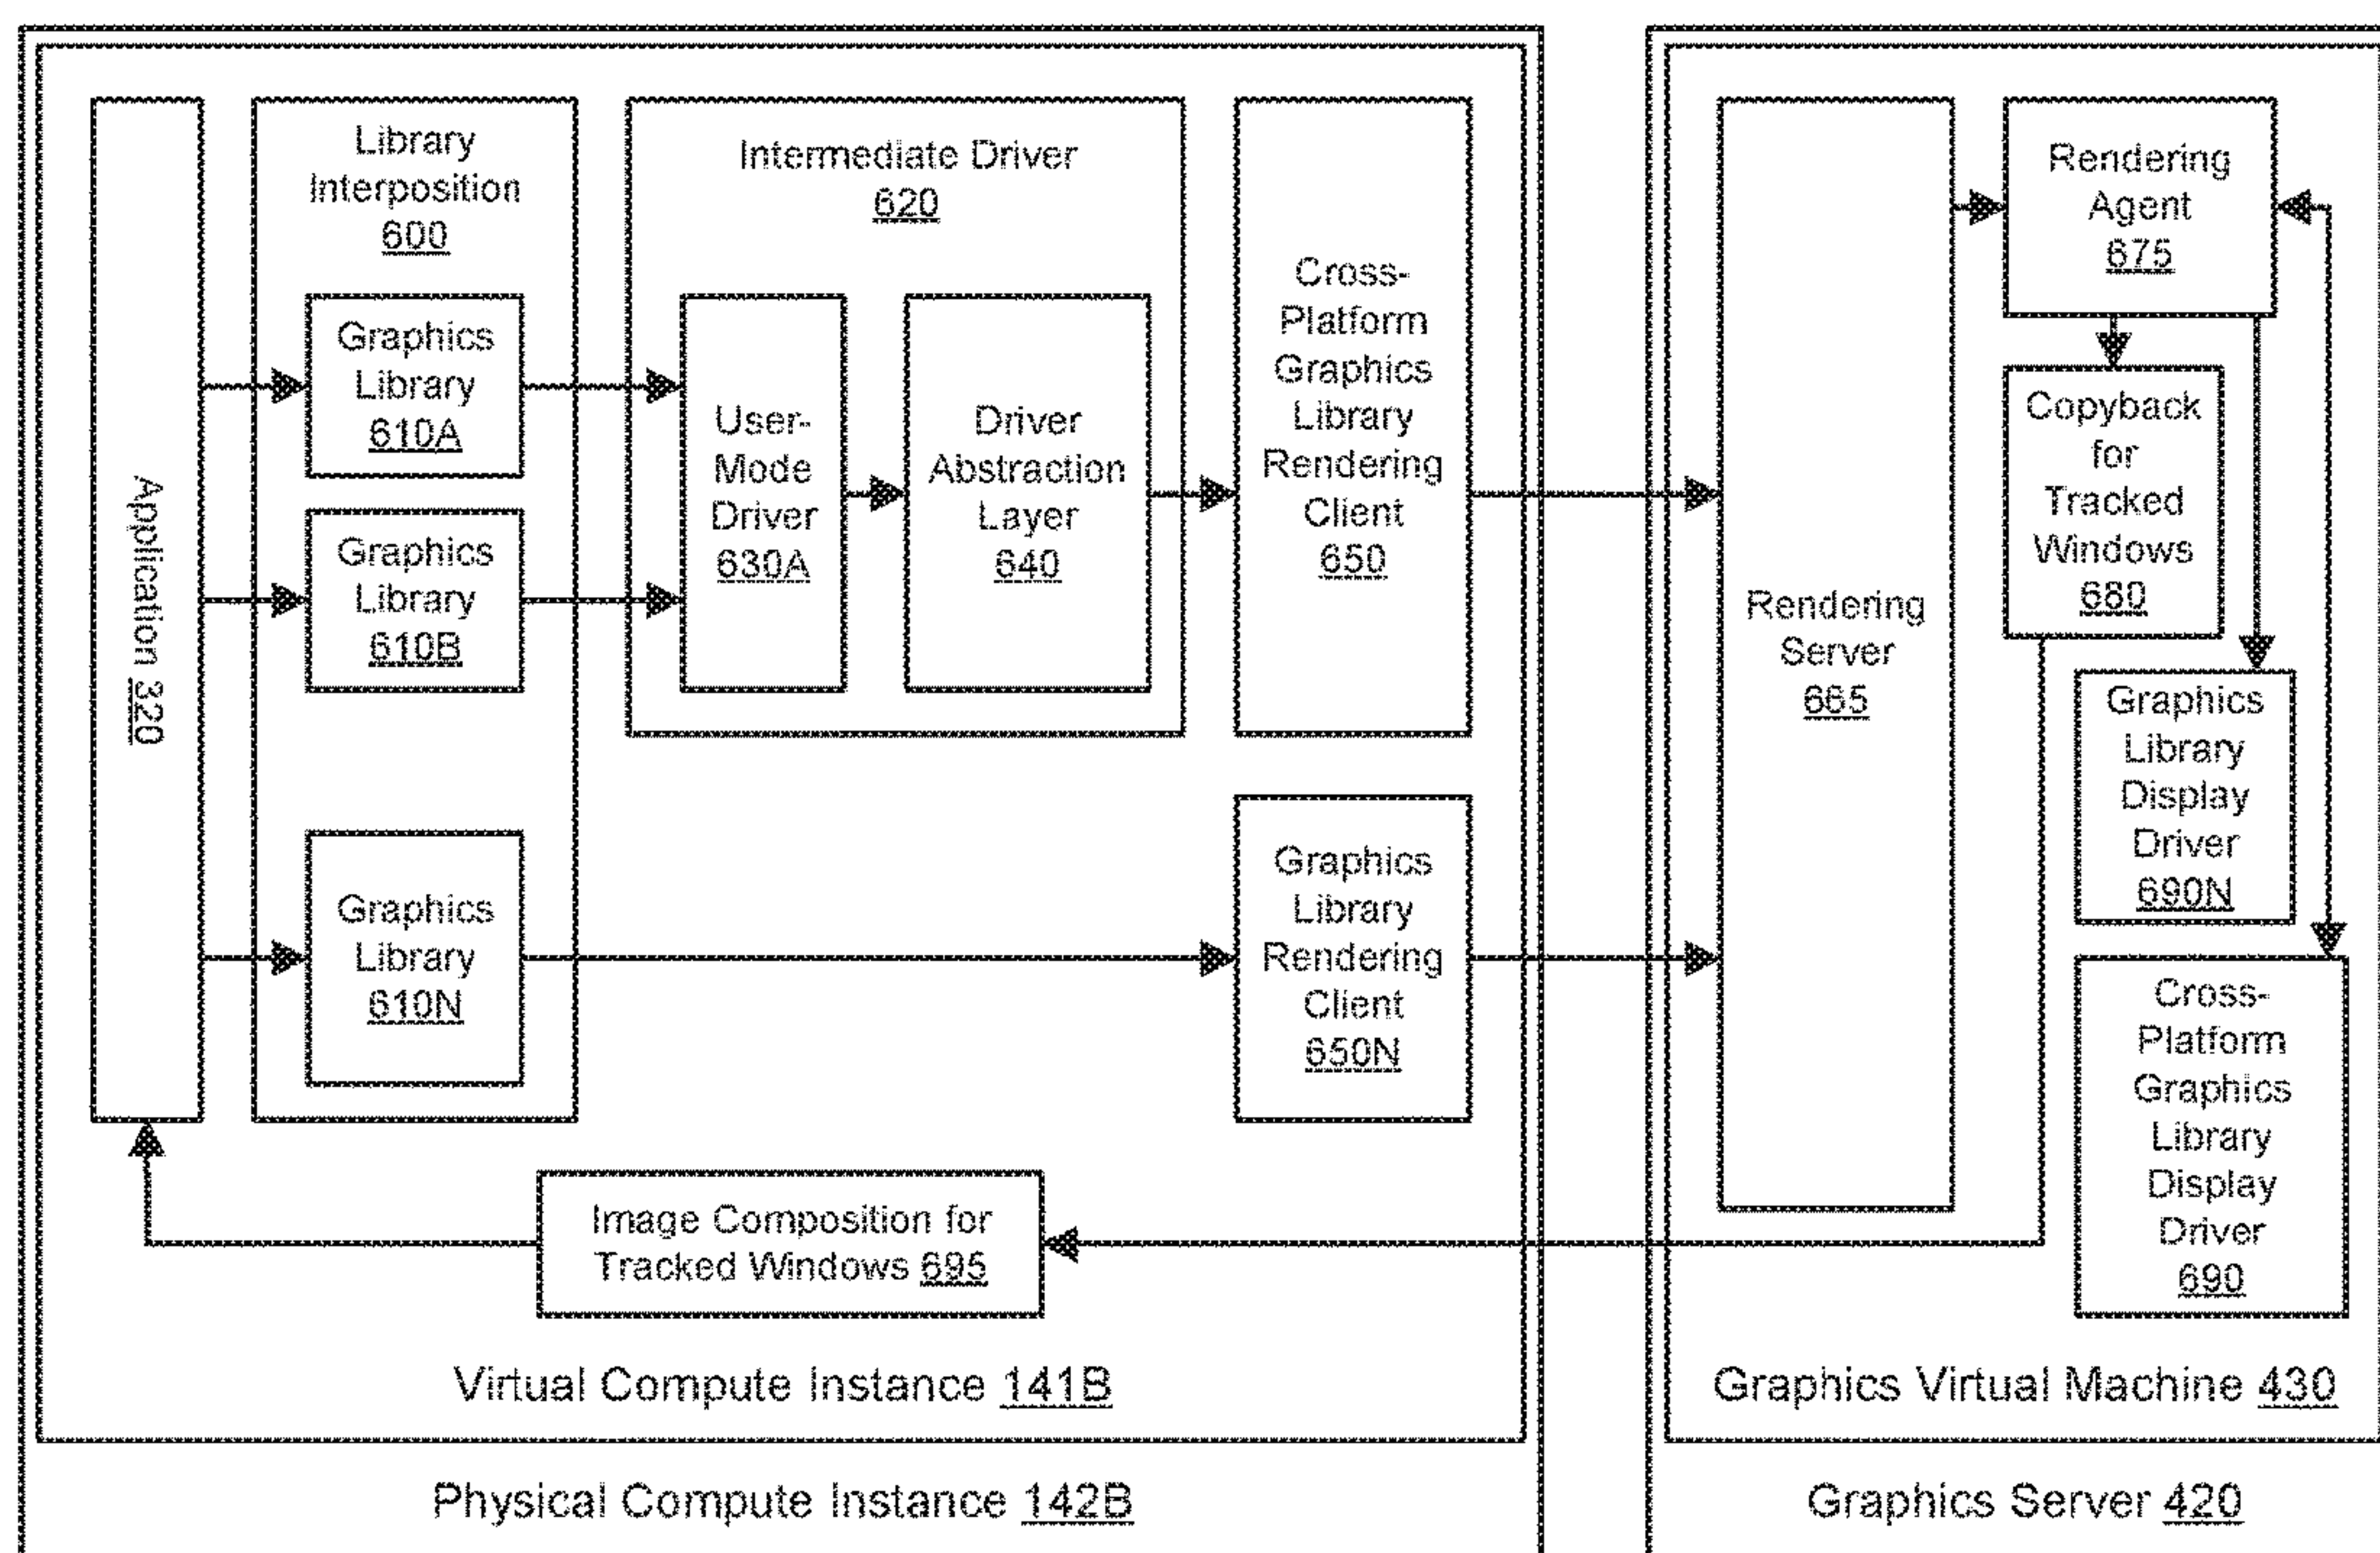 Application 320
Library
Interposition
600
Graphics
Library
610A
Graphics
Library
610B
Graphics
Library
610N
Intermediate Driver
620
User-
Mode
Driver
630A
Driver
Abstraction
Layer
640
Cross-
Platform
Graphics
Library
Rendering
Client
650
Graphics
Library
Rendering
Client
650N
Image Composition for
Tracked Windows 695
Virtual Compute Instance 141B
Physical Compute Instance 142B
Rendering
Server
665
Rendering
Agent
675
Copyback
for
Tracked
Windows
680
Graphics
Library
Display
Driver
690N
Cross-
Platform
Graphics
Library
Display
Driver
690
Graphics Virtual Machine 430
Graphics Server 420